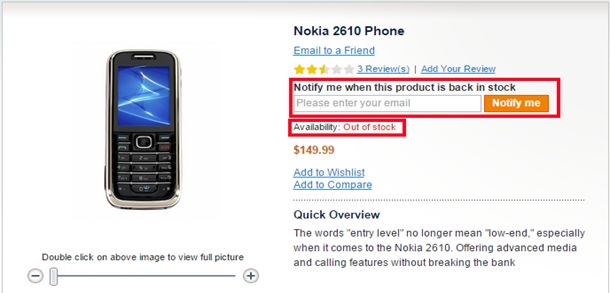 Nokia 2610 Phone
Email to a Friend
3 Review(s) | Add Your Review
Notify me when this product is back in stock
Please enter your email Notify me
Availability: Out of stock
$149.99
Add to Wishlist
Add to Compare
Quick Overview
The words "entry level" no longer mean "low-end," especially
when it comes to the Nokia 2610. Offering advanced media
and calling features without breaking the bank
Double click on above image to view full picture